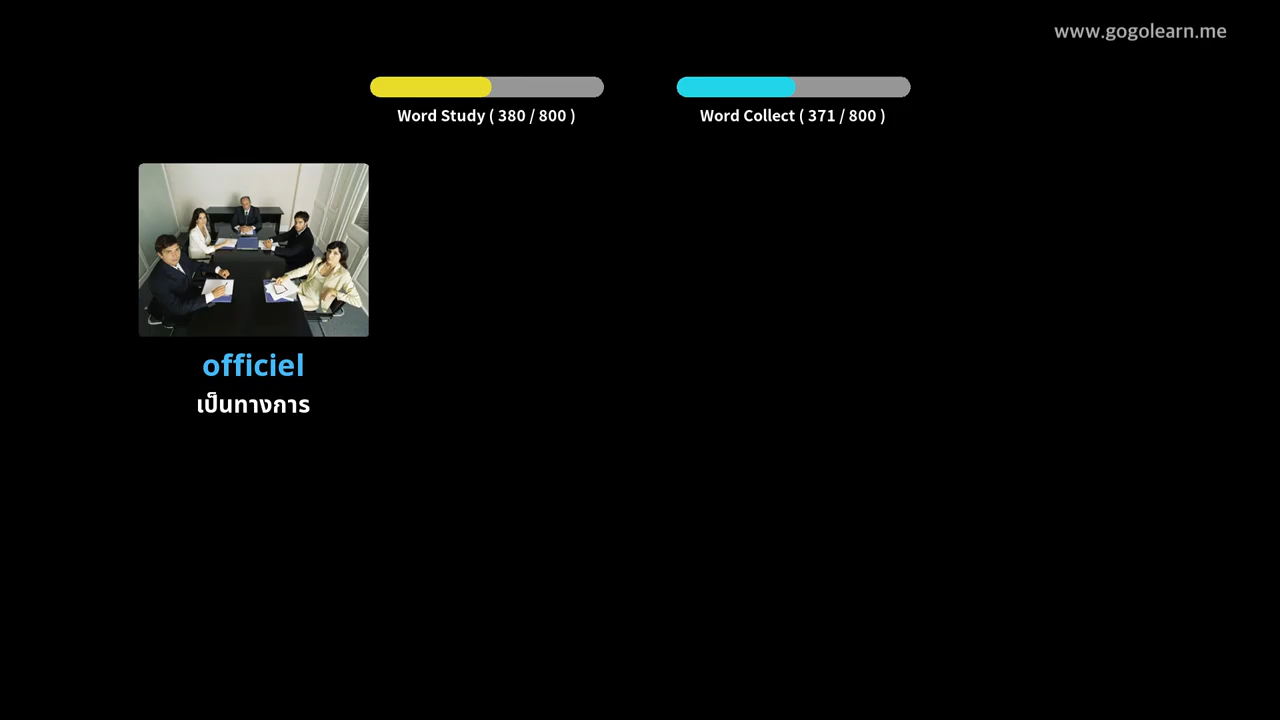 www.gogolearn.me
Word Study ( 380 / 800 )
Word Collect ( 371 / 800 )
officiel
เป็นทางการ